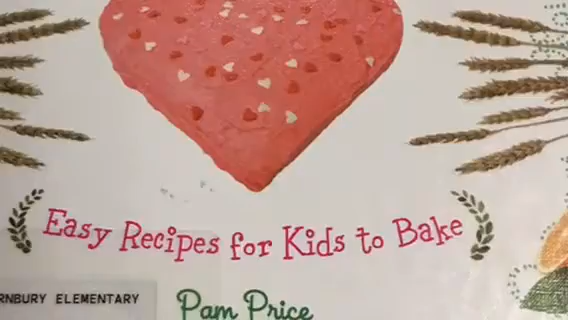 Easy Recipes for Kids to Bake
RNBURY ELEMENTARY
Pam Price